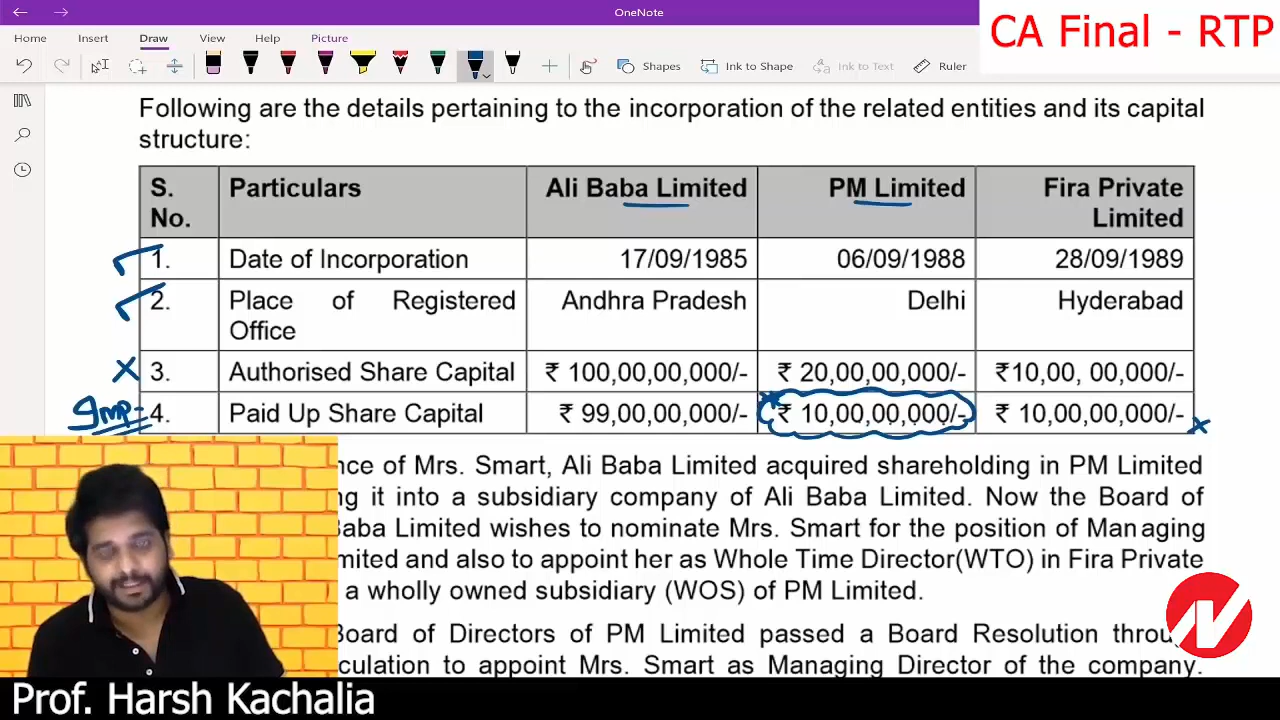 OneNote
CA Final - RTP
Home Insert Draw View Help Picture
Shapes Ink to Shape Ink to Text Ruler
Following are the details pertaining to the incorporation of the related entities and its capital
structure:
S. No. Particulars Ali Baba Limited PM Limited Fira Private Limited
1. Date of Incorporation 17/09/1985 06/09/1988 28/09/1989
2. Place of Registered Office Andhra Pradesh Delhi Hyderabad
3. Authorised Share Capital ₹ 100,00,00,000/- ₹ 20,00,00,000/- ₹10,00, 00,000/-
Imp 4. Paid Up Share Capital ₹ 99,00,00,000/- ₹ 10,00,00,000/- ₹ 10,00,00,000/-
nce of Mrs. Smart, Ali Baba Limited acquired shareholding in PM Limited
ng it into a subsidiary company of Ali Baba Limited. Now the Board of
Baba Limited wishes to nominate Mrs. Smart for the position of Managing
mited and also to appoint her as Whole Time Director(WTO) in Fira Private
a wholly owned subsidiary (WOS) of PM Limited.
Board of Directors of PM Limited passed a Board Resolution through
culation to appoint Mrs. Smart as Managing Director of the company.
N
Prof. Harsh Kachalia